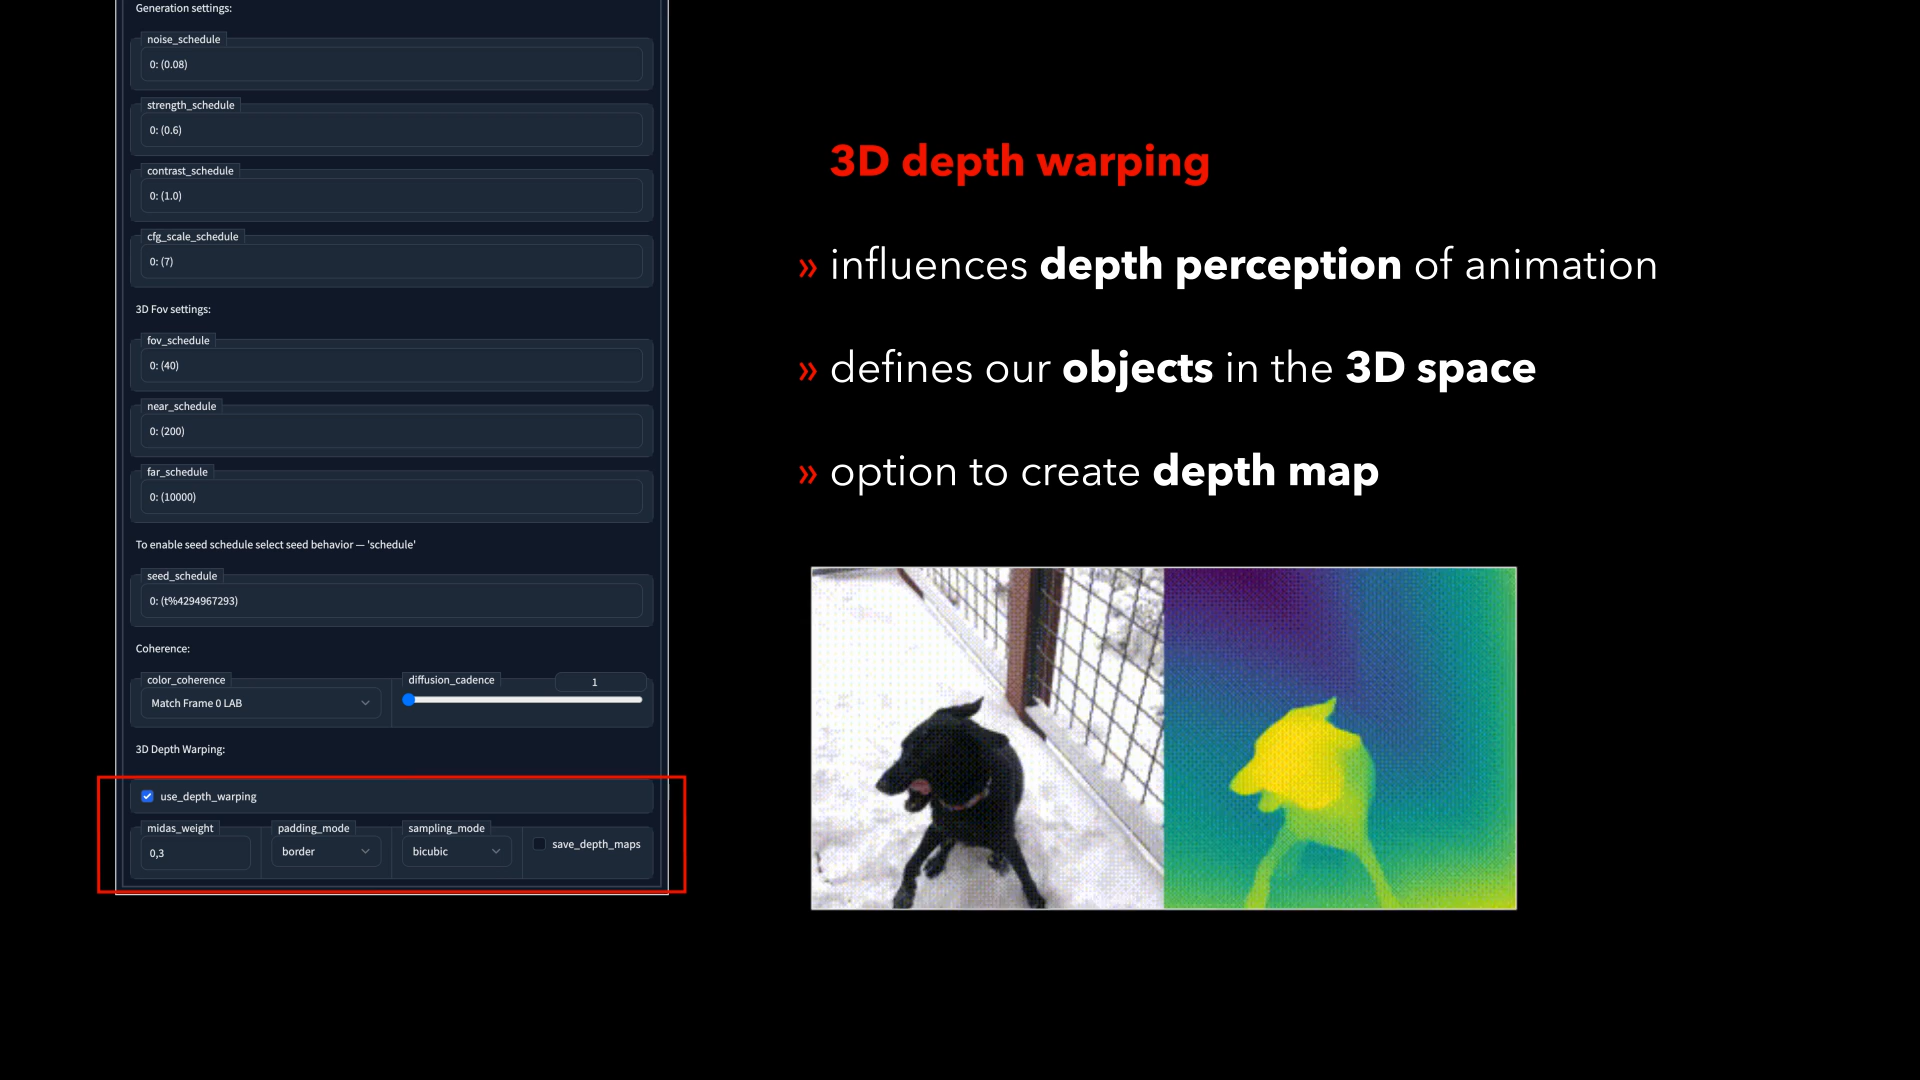 Generation settings:
noise_schedule
0: (0.08)
strength_schedule
0: (0.6)
contrast_schedule
0: (1.0)
cfg_scale_schedule
0: (7)
3D Fov settings:
fov_schedule
0: (40)
near_schedule
0: (200)
far_schedule
0: (10000)
To enable seed schedule select seed behavior — 'schedule'
seed_schedule
0: (t%4294967293)
Coherence:
color_coherence
Match Frame 0 LAB
diffusion_cadence
1
3D Depth Warping:
use_depth_warping
midas_weight
0,3
padding_mode
border
sampling_mode
bicubic
save_depth_maps
3D depth warping
» influences depth perception of animation
» defines our objects in the 3D space
» option to create depth map